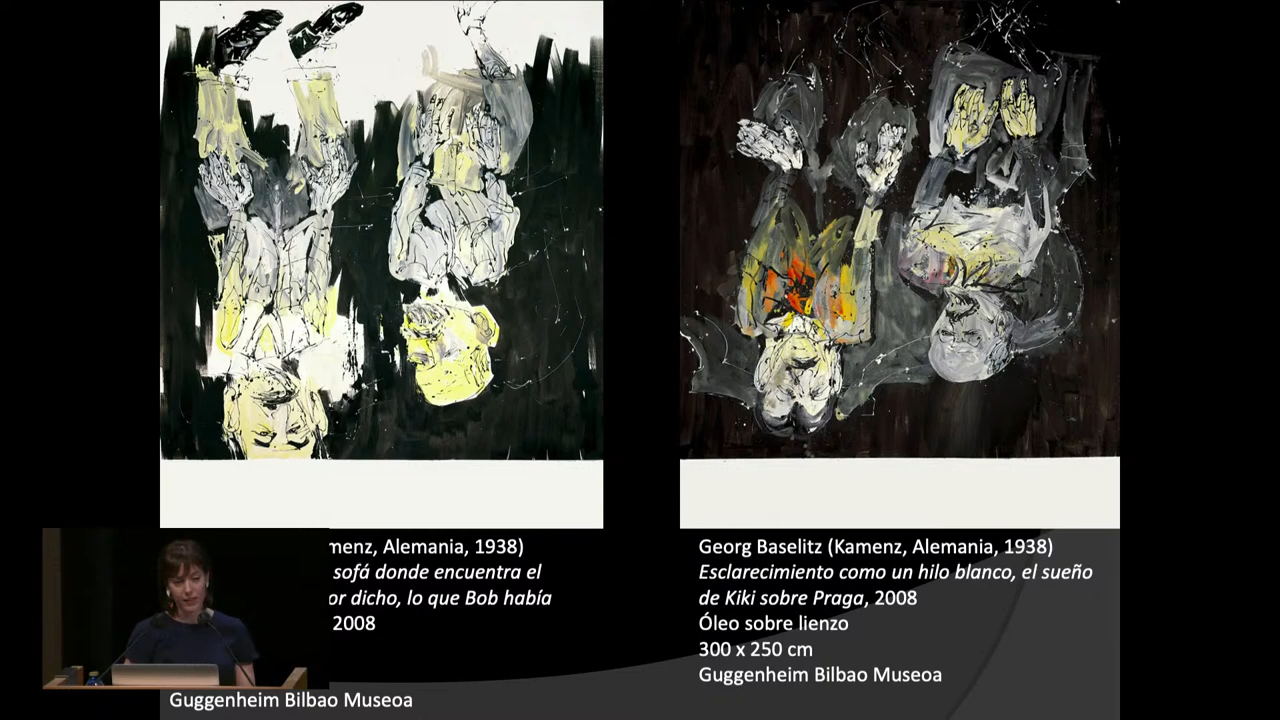 menz, Alemania, 1938)
sofá donde encuentra el
or dicho, lo que Bob había
2008
Guggenheim Bilbao Museoa
Georg Baselitz (Kamenz, Alemania, 1938)
Esclarecimiento como un hilo blanco, el sueño
de Kiki sobre Praga, 2008
Óleo sobre lienzo
300 x 250 cm
Guggenheim Bilbao Museoa